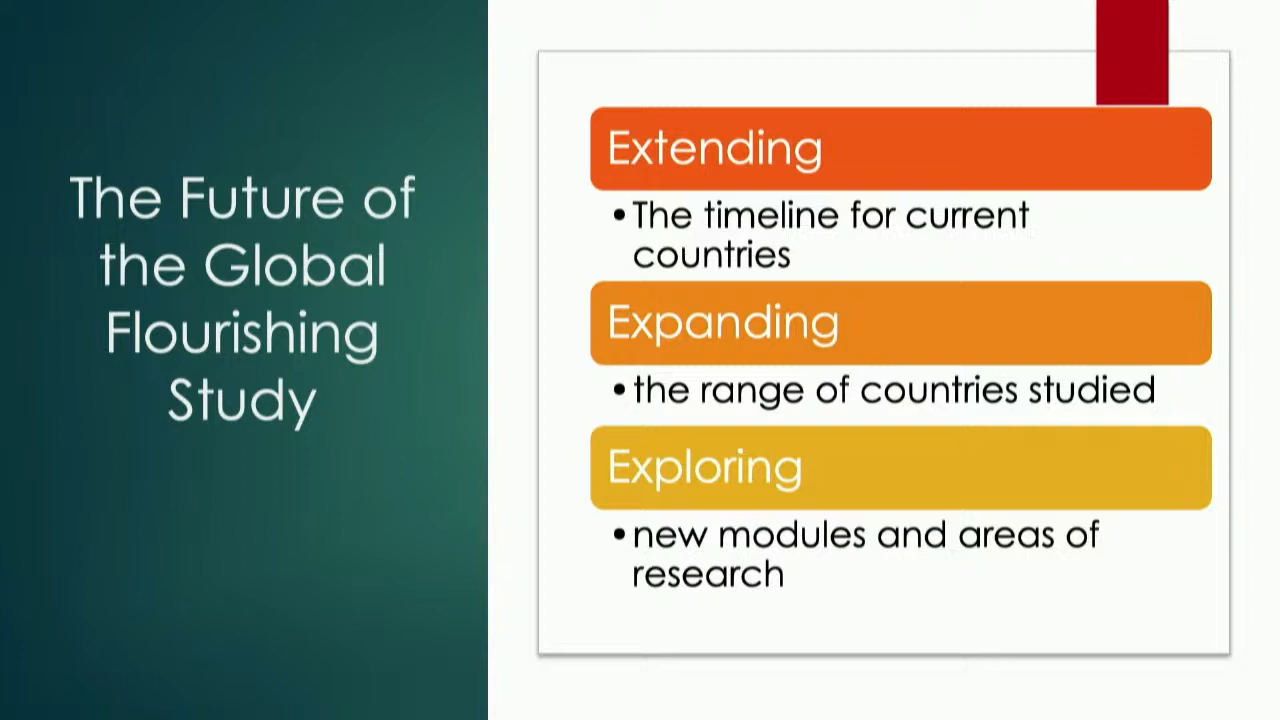 The Future of
the Global
Flourishing
Study
Extending
•The timeline for current
countries
Expanding
•the range of countries studied
Exploring
•new modules and areas of
research